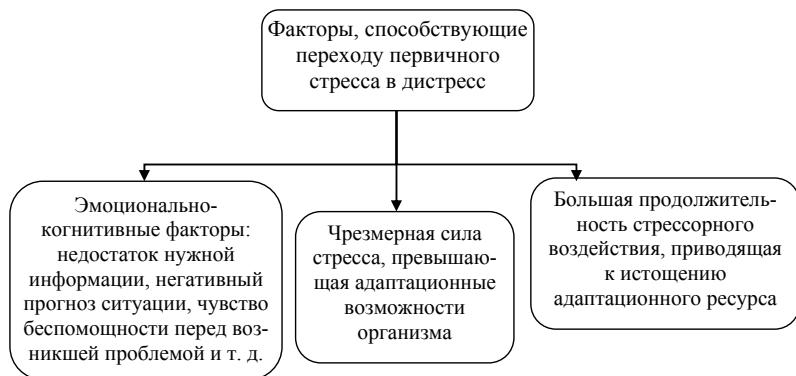 Факторы, способствующие
переходу первичного
стресса в дистресс
Эмоционально-
когнитивные факторы:
недостаток нужной
информации, негативный
прогноз ситуации, чувство
беспомощности перед воз-
никшей проблемой и т. д.
Чрезмерная сила
стресса, превышаю-
щая адаптационные
возможности
организма
Большая продолжитель-
ность стрессорного
воздействия, приводящая
к истощению
адаптационного ресурса